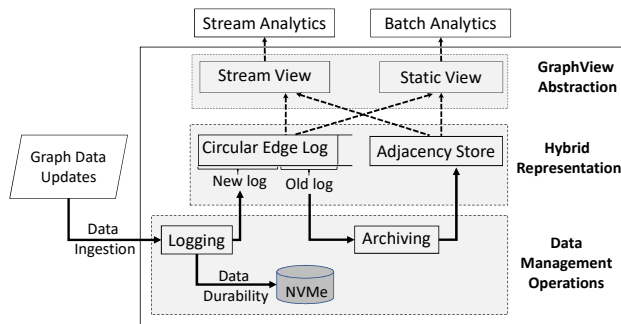 Stream Analytics
Batch Analytics
Stream View
Static View
GraphView
Abstraction
Circular Edge Log
Adjacency Store
Hybrid
Representation
New log
Old log
Graph Data
Updates
Data
Ingestion
Logging
Archiving
Data
Durability
NVMe
Data
Management
Operations